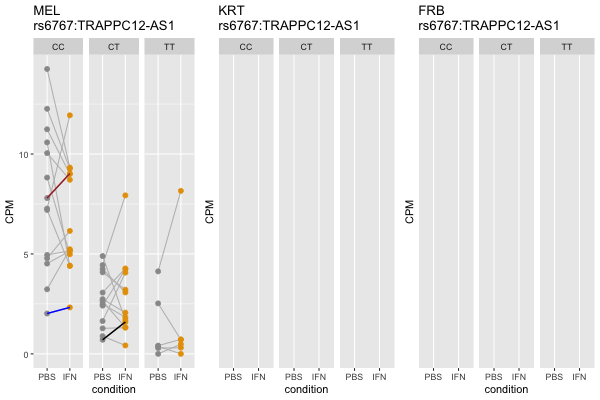 MEL
rs6767:TRAPPC12-AS1
CC CT TT
10
5
0
CPM
PBS IFN PBS IFN PBS IFN
condition
KRT
rs6767:TRAPPC12-AS1
CC CT TT
CPM
PBS IFN PBS IFN PBS IFN
condition
FRB
rs6767:TRAPPC12-AS1
CC CT TT
CPM
PBS IFN PBS IFN PBS IFN
condition